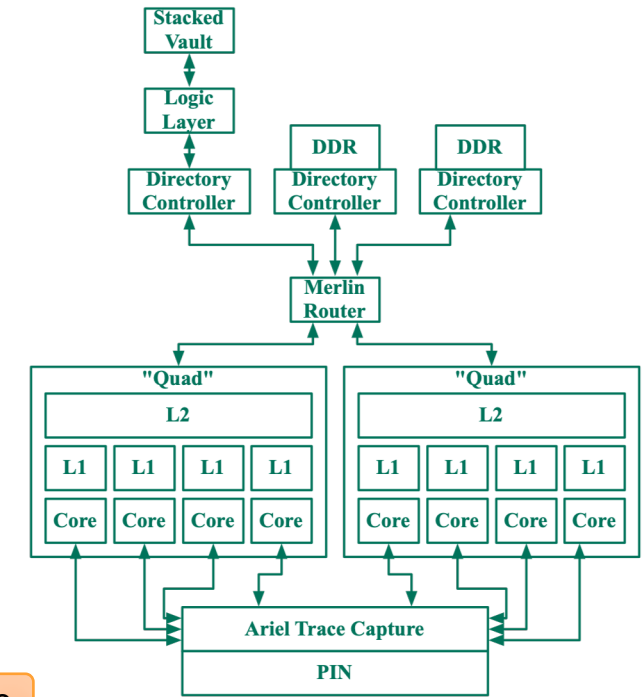 Stacked
Vault
Logic
Layer
DDR
DDR
Directory
Controller
Directory
Controller
Directory
Controller
Merlin
Router
"Quad"
"Quad"
L2
L2
L1 L1 L1 L1
L1 L1 L1 L1
Core Core Core Core
Core Core Core Core
Ariel Trace Capture
PIN